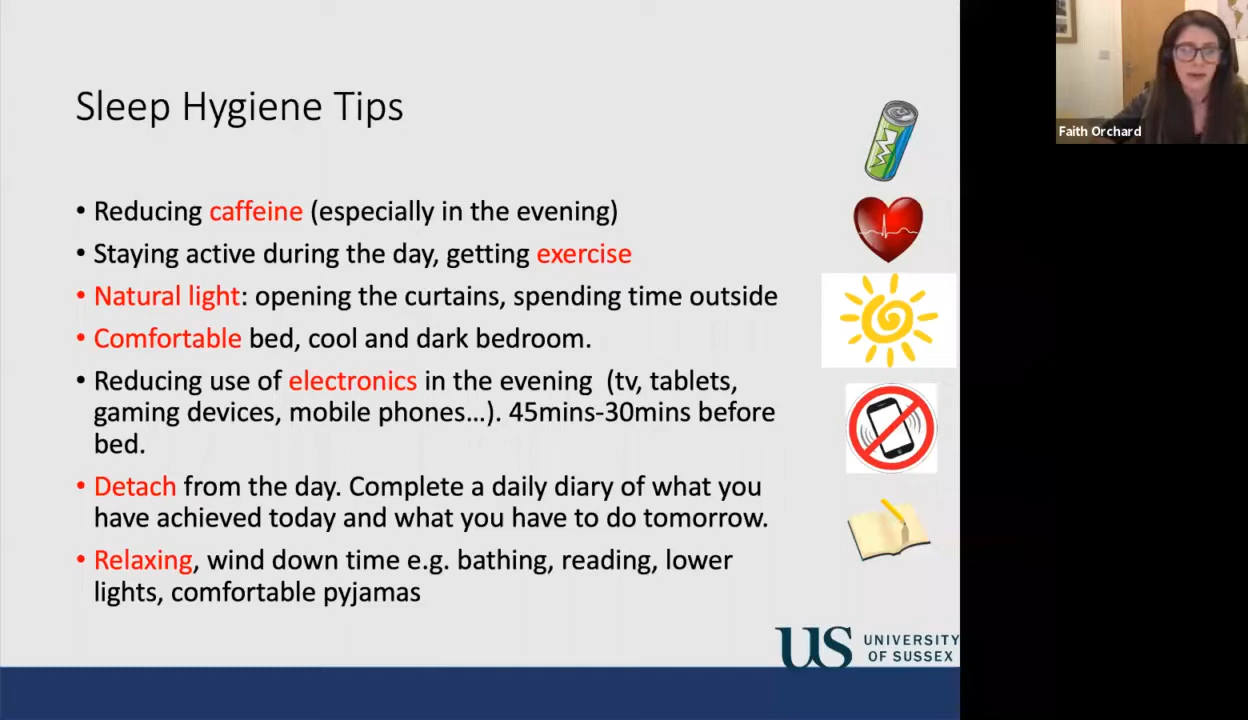 Sleep Hygiene Tips
• Reducing caffeine (especially in the evening)
• Staying active during the day, getting exercise
• Natural light: opening the curtains, spending time outside
• Comfortable bed, cool and dark bedroom.
• Reducing use of electronics in the evening  (tv, tablets,
gaming devices, mobile phones…). 45mins-30mins before
bed.
• Detach from the day. Complete a daily diary of what you
have achieved today and what you have to do tomorrow.
• Relaxing, wind down time e.g. bathing, reading, lower
lights, comfortable pyjamas
US UNIVERSITY
OF SUSSEX
Faith Orchard